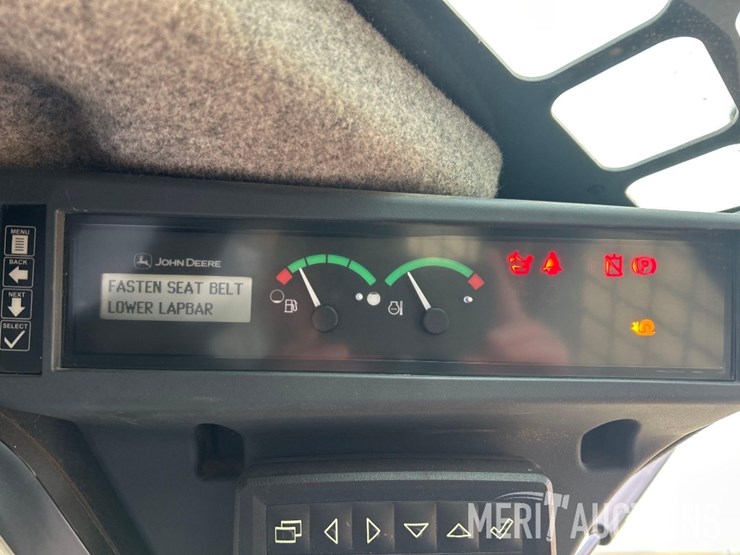 MENU
BACK
NEXT
SELECT
JOHN DEERE
FASTEN SEAT BELT
LOWER LAPBAR
P
MERIT AUCTIONS